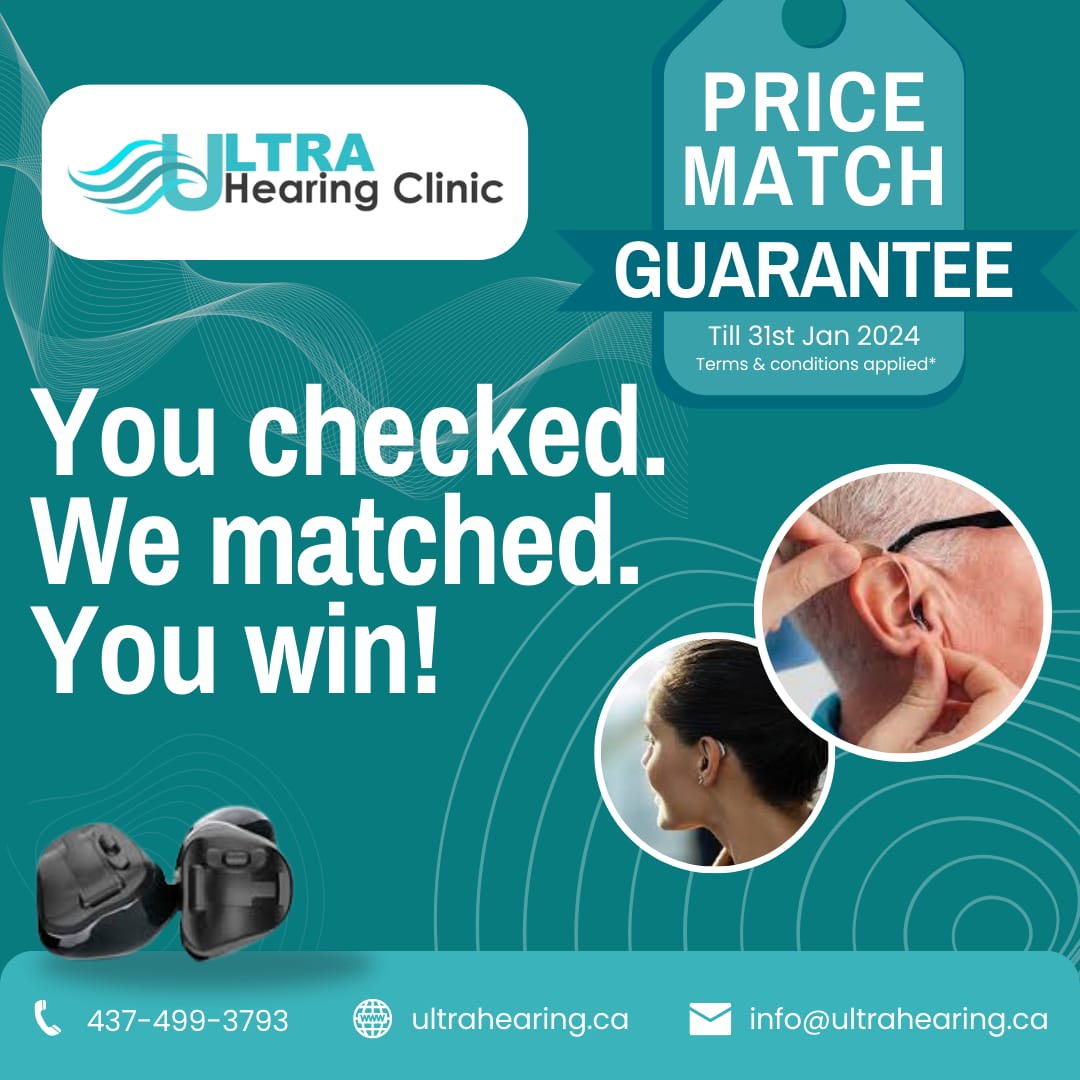 ULTRA
Hearing Clinic
PRICE
MATCH
GUARANTEE
Till 31st Jan 2024
Terms & conditions applied*
You checked.
We matched.
You win!
437-499-3793
www
ultrahearing.ca
info@ultrahearing.ca